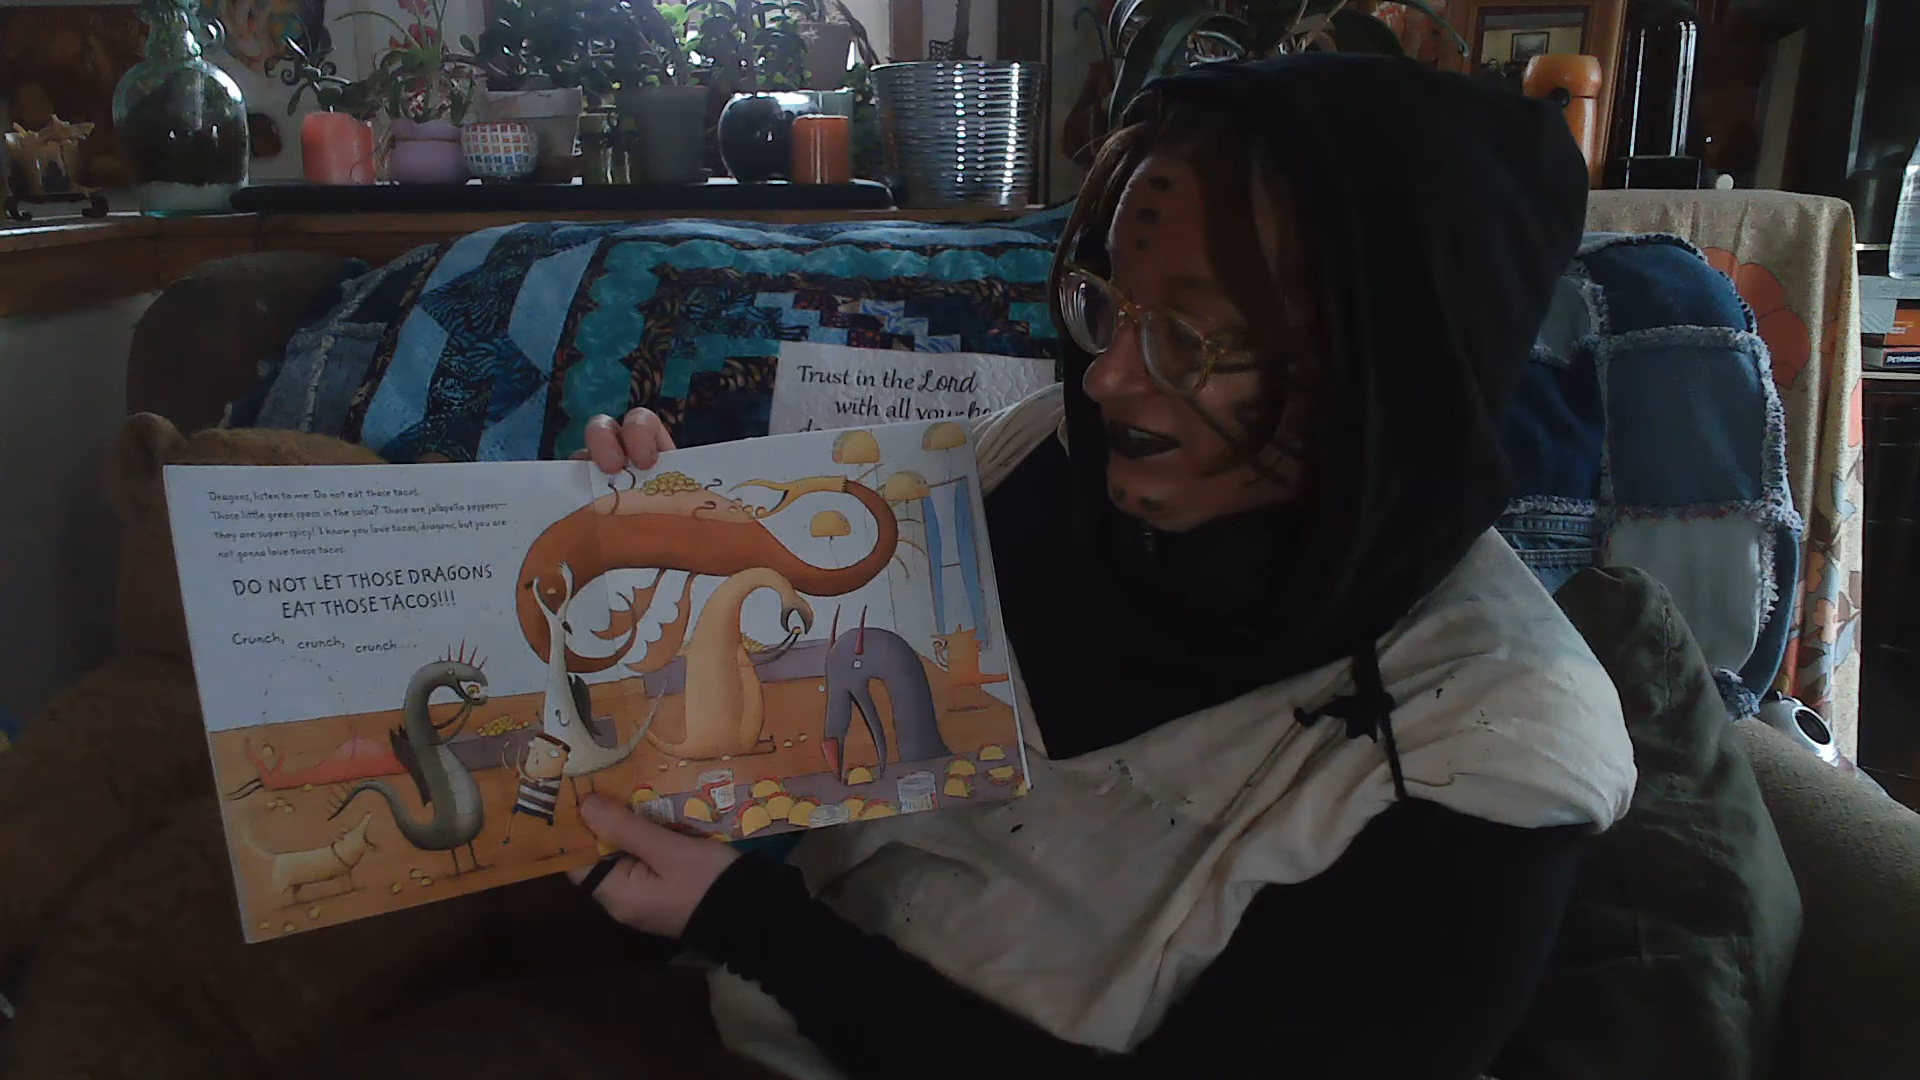 Trust in the Lord
with all your
Dragons, listen to me: Do not eat those tacos.
Those little green specs in the salsa? Those are jalapeño peppers—
they are super-spicy! I know you love tacos, dragons, but you are
not gonna love those tacos.
DO NOT LET THOSE DRAGONS
EAT THOSE TACOS!!!
Crunch, crunch, crunch...